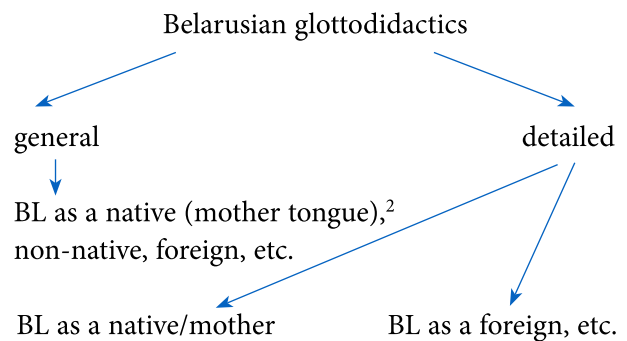 Belarusian glottodidactics
general
detailed
BL as a native (mother tongue),²
non-native, foreign, etc.
BL as a native/mother
BL as a foreign, etc.